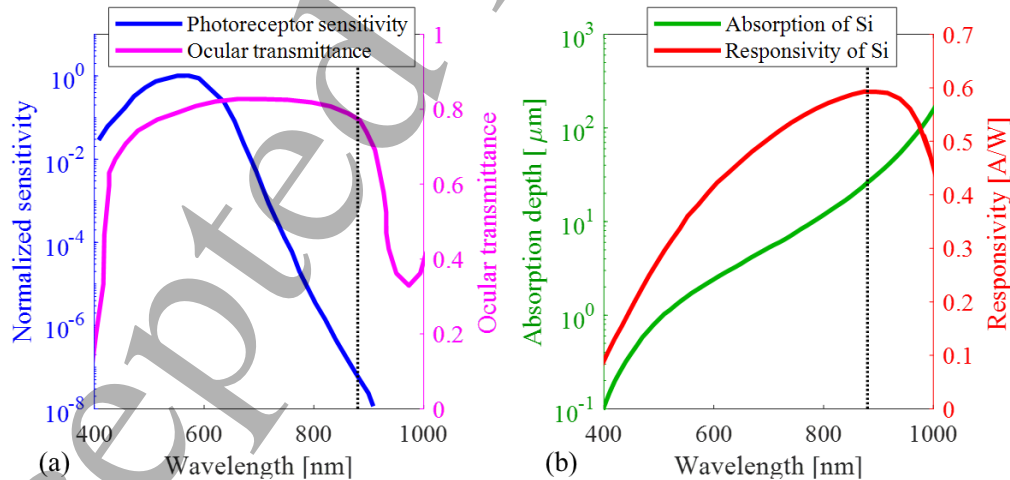 Photoreceptor sensitivity
Ocular transmittance
10^0
10^-2
10^-4
10^-6
10^-8
Normalized sensitivity
1
0.8
0.6
0.4
0.2
0
Ocular transmittance
400 600 800 1000
(a) Wavelength [nm]
Absorption of Si
Responsivity of Si
10^3
10^2
10^1
10^0
10^-1
Absorption depth [μm]
0.7
0.6
0.5
0.4
0.3
0.2
0.1
0
Responsivity [A/W]
400 600 800 1000
(b) Wavelength [nm]
epted